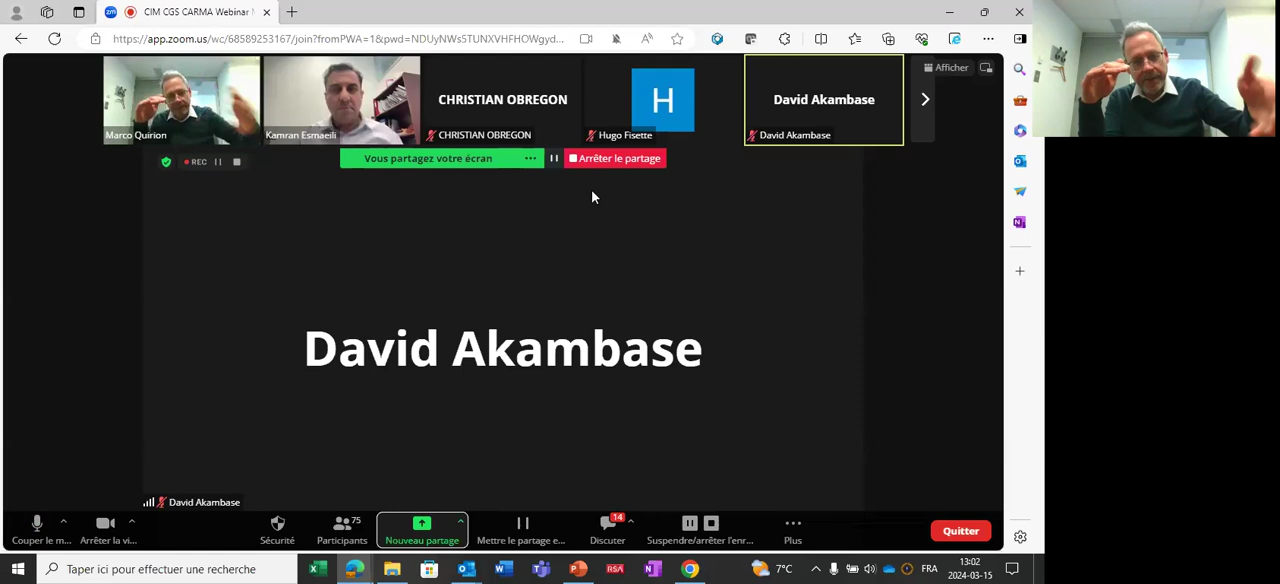 CIM CGS CARMA Webinar
https://app.zoom.us/wc/68589253167/join?fromPWA=1&pwd=NDUyNWs5TUNXVHFHOWgyd...
Marco Quirion
Kamran Esmaeili
CHRISTIAN OBREGON
CHRISTIAN OBREGON
H
Hugo Fisette
David Akambase
David Akambase
Afficher
REC
Vous partagez votre écran
Arrêter le partage
David Akambase
David Akambase
Couper le m...
Arrêter la vi...
Sécurité
75
Participants
Nouveau partage
Mettre le partage e...
14
Discuter
Suspendre/arrêter l'enr...
Plus
Quitter
Taper ici pour effectuer une recherche
RSA
7°C
FRA
13:02
2024-03-15